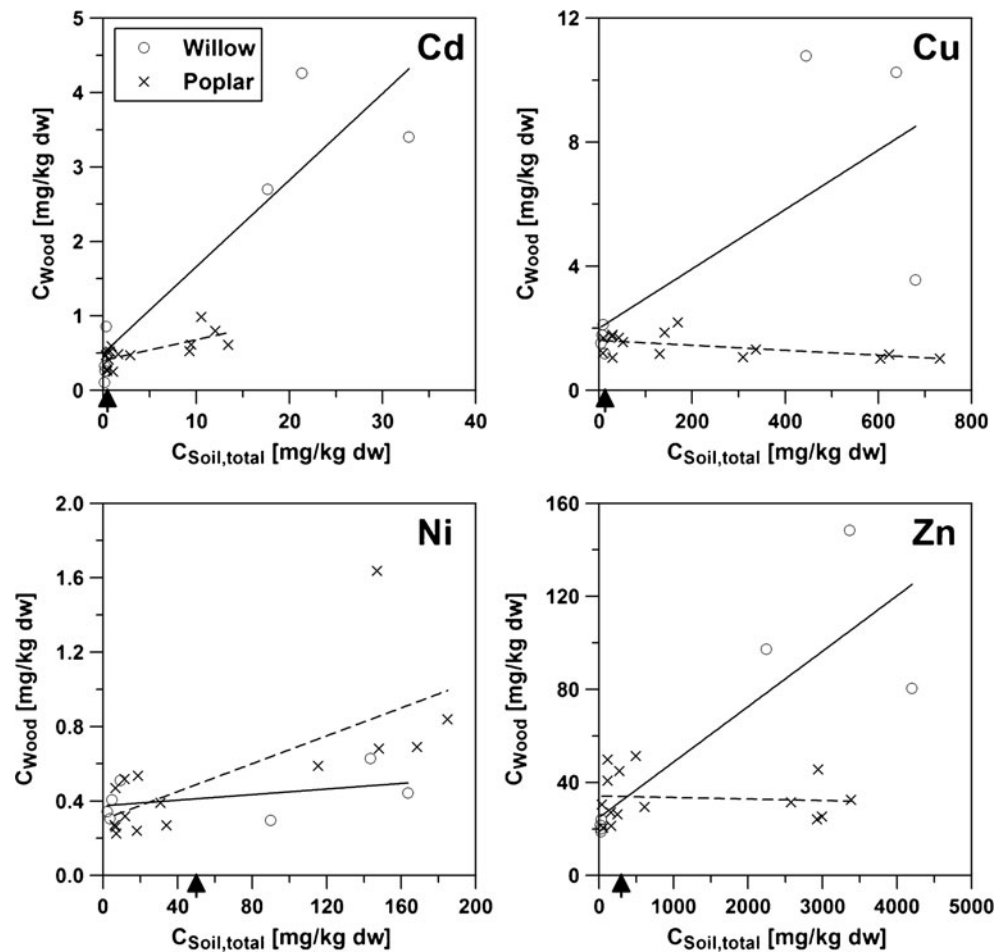 5
4
3
2
1
0
C_Wood [mg/kg dw]
Willow
Poplar
Cd
0 10 20 30 40
C_Soil,total [mg/kg dw]
12
8
4
0
C_Wood [mg/kg dw]
Cu
0 200 400 600 800
C_Soil,total [mg/kg dw]
2.0
1.6
1.2
0.8
0.4
0.0
C_Wood [mg/kg dw]
Ni
0 40 80 120 160 200
C_Soil,total [mg/kg dw]
160
120
80
40
0
C_Wood [mg/kg dw]
Zn
0 1000 2000 3000 4000 5000
C_Soil,total [mg/kg dw]